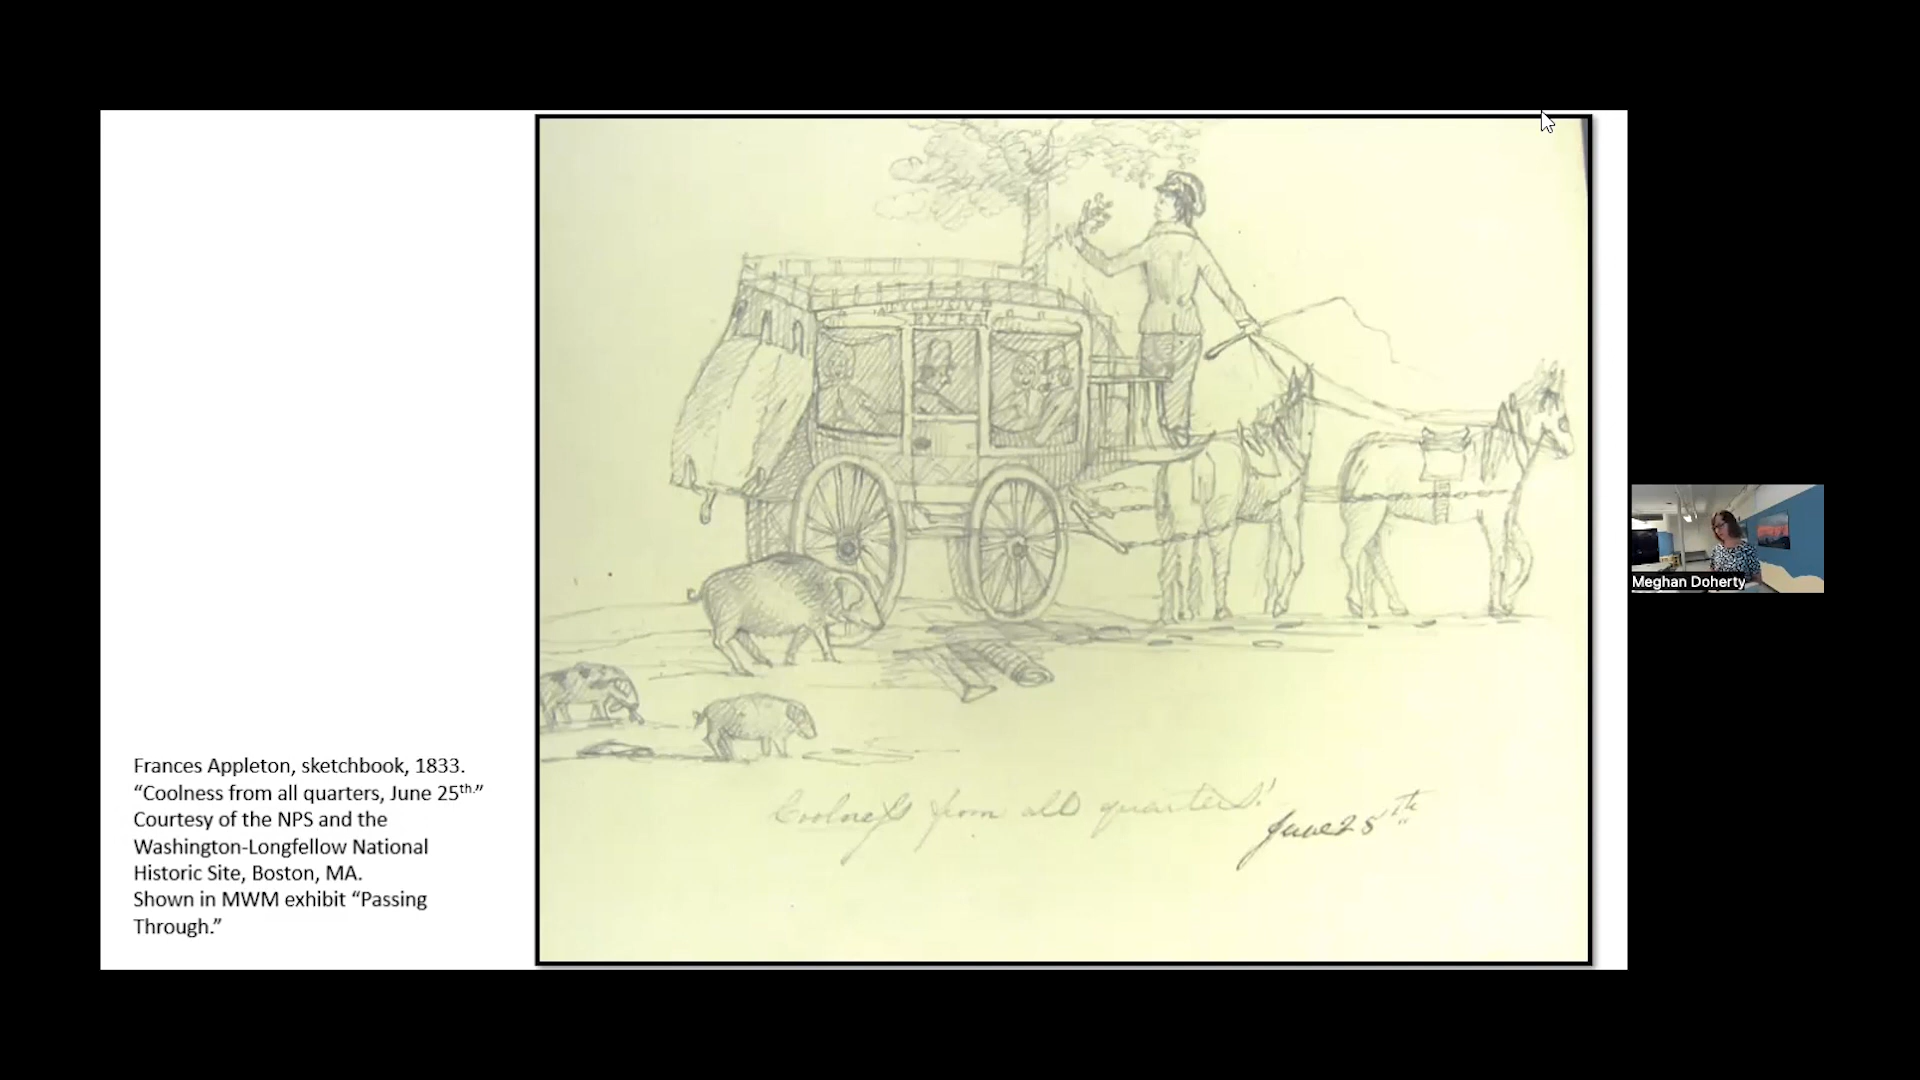 EXCLUSIVE
EXTRA
Coolness from all quarters!
June 25th
Frances Appleton, sketchbook, 1833.
“Coolness from all quarters, June 25th.”
Courtesy of the NPS and the
Washington-Longfellow National
Historic Site, Boston, MA.
Shown in MWM exhibit “Passing
Through.”
Meghan Doherty